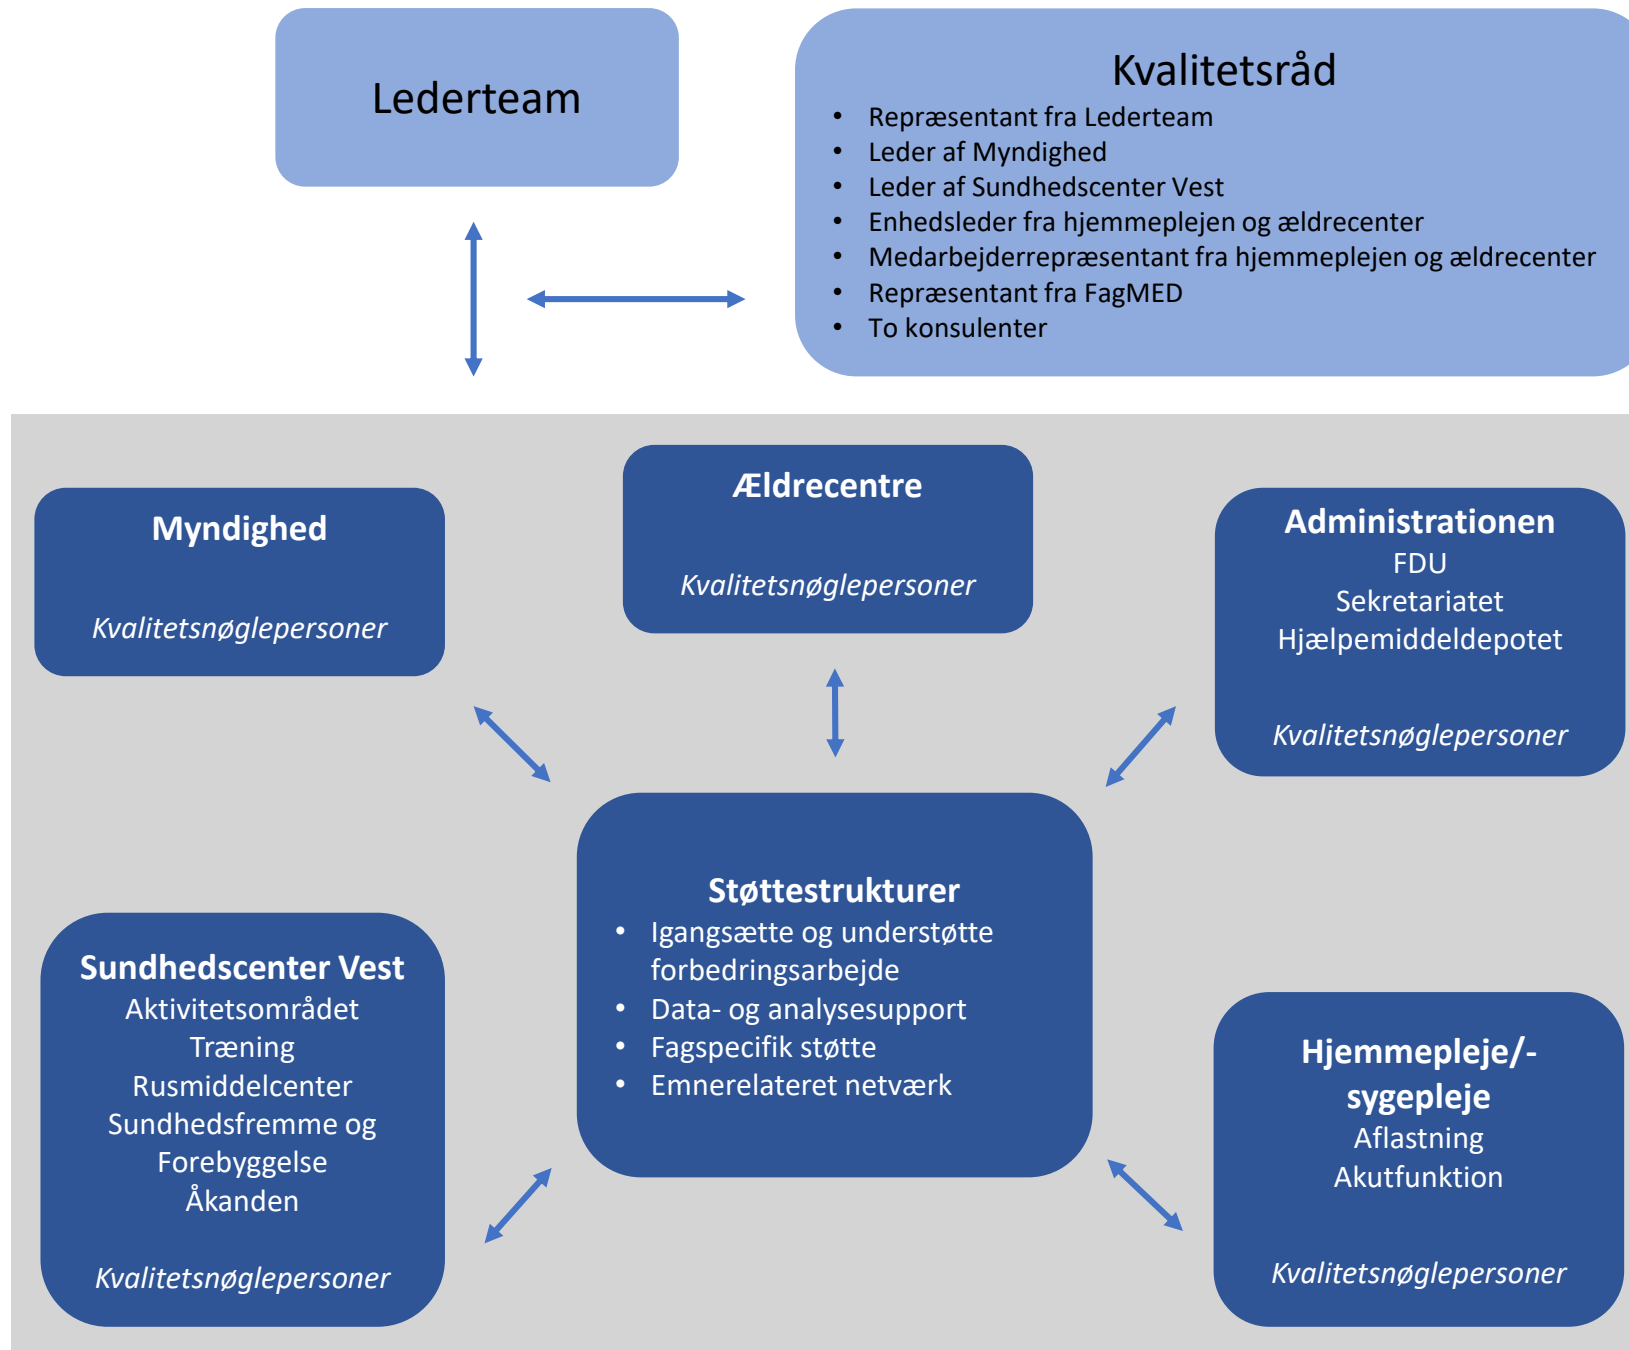 Lederteam
Kvalitetsråd
• Repræsentant fra Lederteam
• Leder af Myndighed
• Leder af Sundhedscenter Vest
• Enhedsleder fra hjemmeplejen og ældrecenter
• Medarbejderrepræsentant fra hjemmeplejen og ældrecenter
• Repræsentant fra FagMED
• To konsulenter
Myndighed
Kvalitetsnøglepersoner
Ældrecentre
Kvalitetsnøglepersoner
Administrationen
FDU
Sekretariatet
Hjælpemiddeldepotet
Kvalitetsnøglepersoner
Støttestrukturer
• Igangsætte og understøtte
forbedringsarbejde
• Data- og analysesupport
• Fagspecifik støtte
• Emnerelateret netværk
Sundhedscenter Vest
Aktivitetsområdet
Træning
Rusmiddelcenter
Sundhedsfremme og
Forebyggelse
Åkanden
Kvalitetsnøglepersoner
Hjemmepleje/-
sygepleje
Aflastning
Akutfunktion
Kvalitetsnøglepersoner